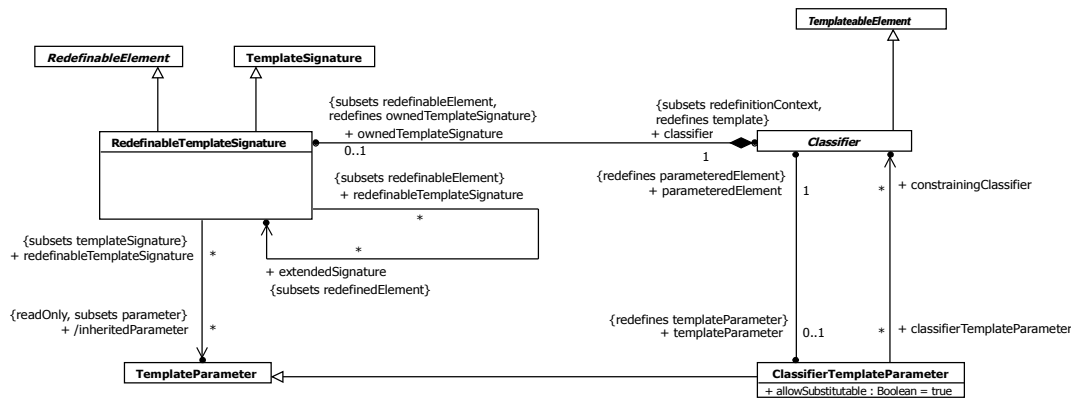 TemplateableElement
RedefinableElement
TemplateSignature
{subsets redefinableElement,
redefines ownedTemplateSignature}
+ ownedTemplateSignature
0..1
{subsets redefinitionContext,
redefines template}
+ classifier
1
RedefinableTemplateSignature
Classifier
{subsets redefinableElement}
+ redefinableTemplateSignature
*
*
+ extendedSignature
{subsets redefinedElement}
{redefines parameteredElement}
+ parameteredElement
1
*
+ constrainingClassifier
{subsets templateSignature}
+ redefinableTemplateSignature
*
{readOnly, subsets parameter}
+ /inheritedParameter
*
{redefines templateParameter}
+ templateParameter
0..1
*
+ classifierTemplateParameter
TemplateParameter
ClassifierTemplateParameter
+ allowSubstitutable : Boolean = true